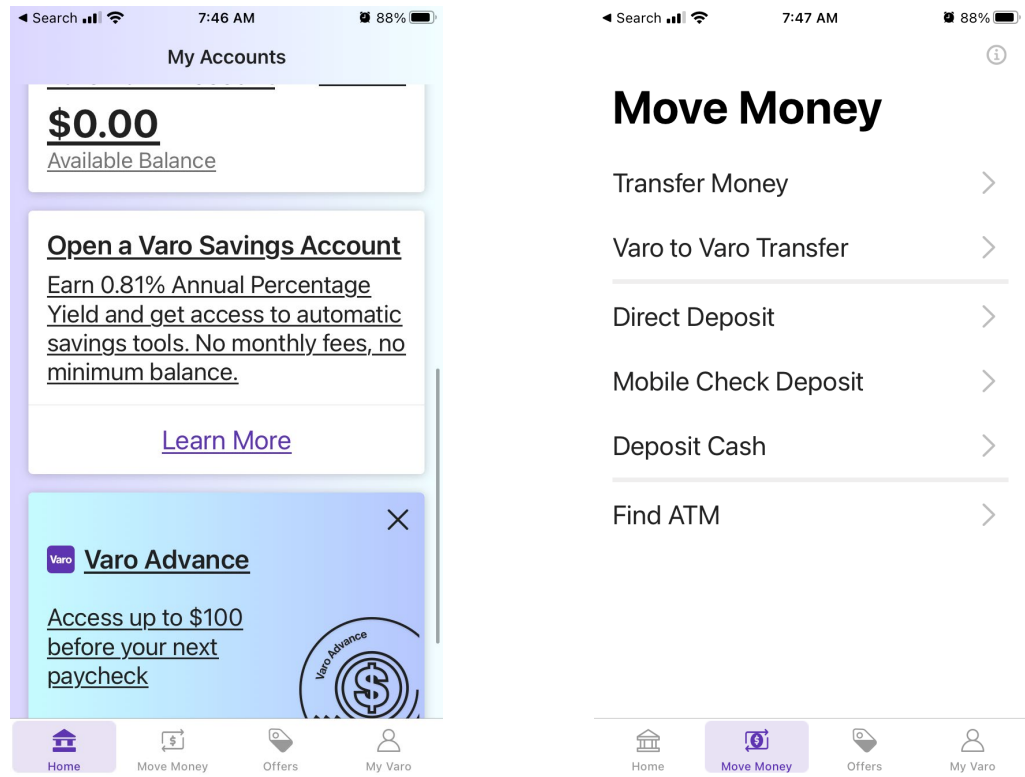 Search
7:46 AM
88%
My Accounts
$0.00
Available Balance
Open a Varo Savings Account
Earn 0.81% Annual Percentage
Yield and get access to automatic
savings tools. No monthly fees, no
minimum balance.
Learn More
Varo
Varo Advance
Access up to $100
before your next
paycheck
Varo Advance
$
Home
Move Money
Offers
My Varo
Search
7:47 AM
88%
Move Money
Transfer Money
Varo to Varo Transfer
Direct Deposit
Mobile Check Deposit
Deposit Cash
Find ATM
Home
Move Money
Offers
My Varo